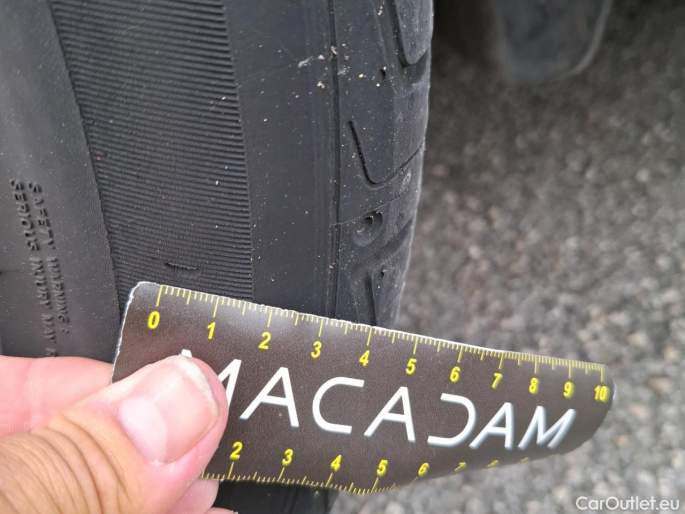 SAFETY WARNING:
SERIOUS INJURY MAY
0 1 2 3 4 5 6 7 8 9 10
MACADAM
2 3 4 5 6 7
CarOutlet.eu